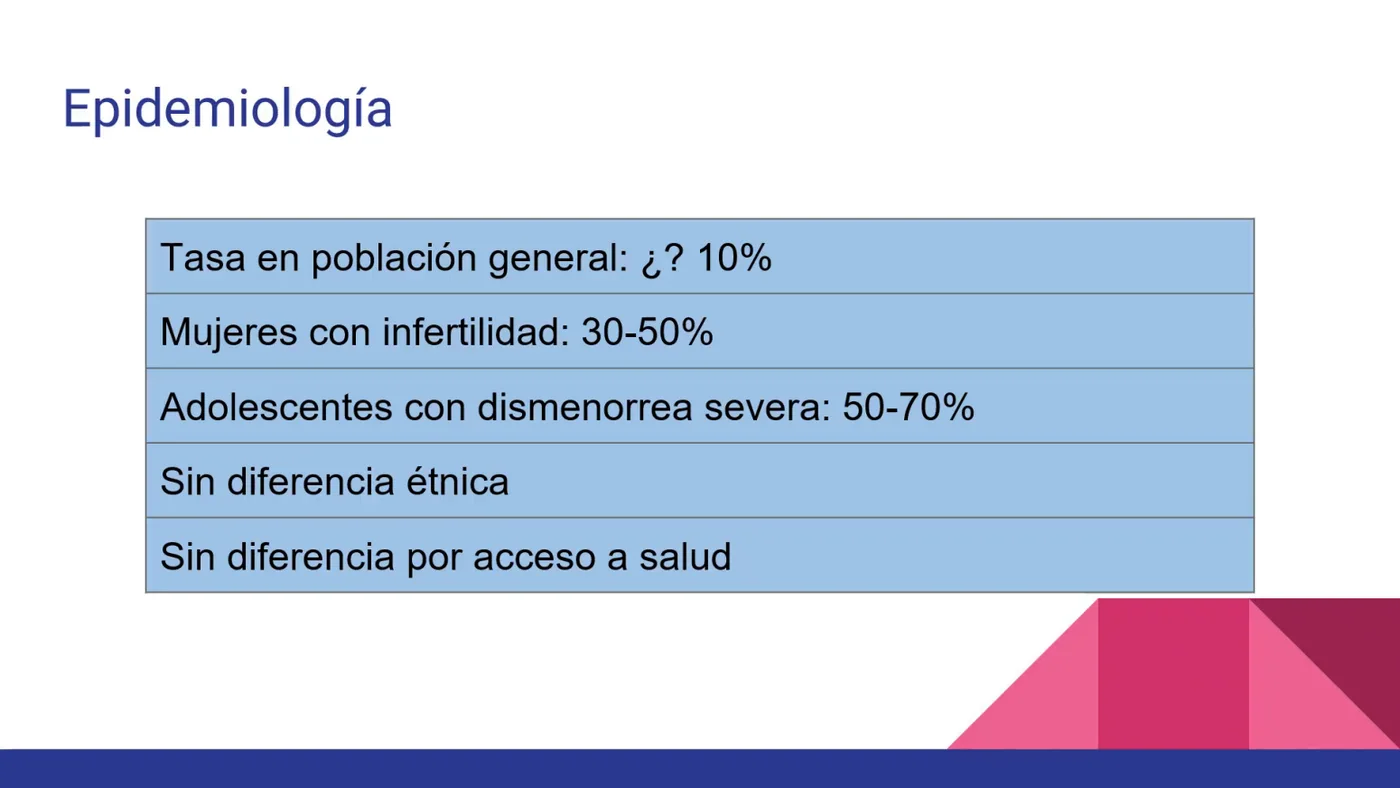 Epidemiología
Tasa en población general: ¿? 10%
Mujeres con infertilidad: 30-50%
Adolescentes con dismenorrea severa: 50-70%
Sin diferencia étnica
Sin diferencia por acceso a salud